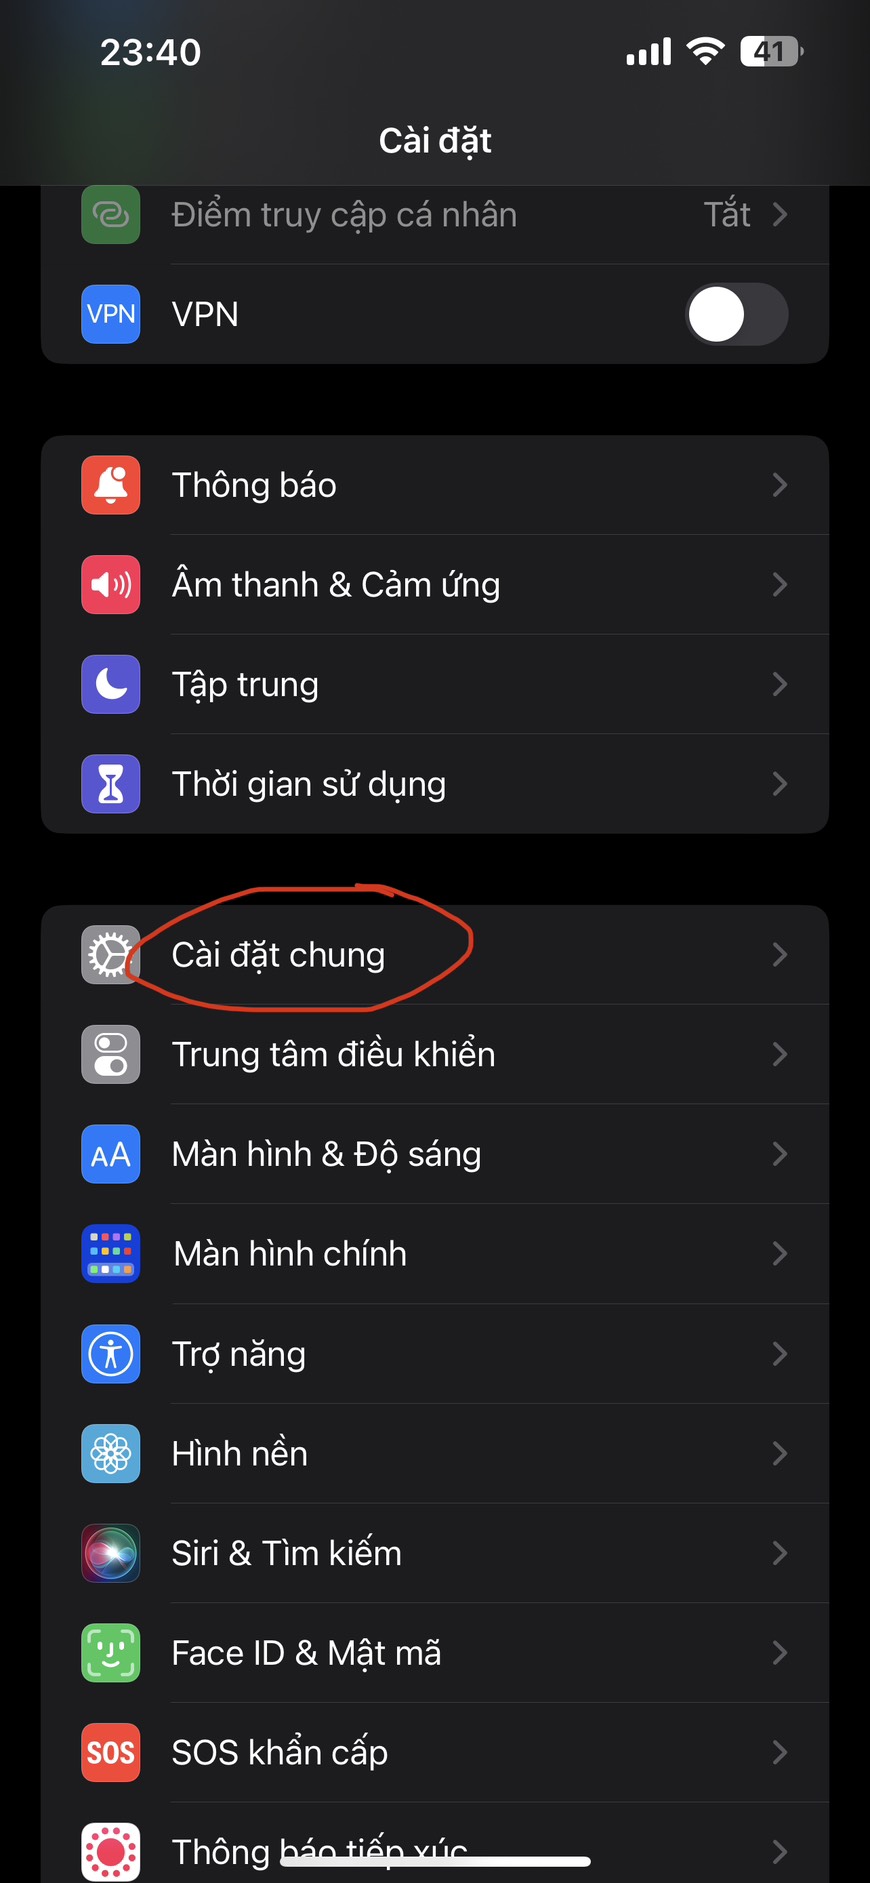 23:40
41
Cài đặt
Điểm truy cập cá nhân Tắt
VPN VPN
Thông báo
Âm thanh & Cảm ứng
Tập trung
Thời gian sử dụng
Cài đặt chung
Trung tâm điều khiển
AA Màn hình & Độ sáng
Màn hình chính
Trợ năng
Hình nền
Siri & Tìm kiếm
Face ID & Mật mã
SOS SOS khẩn cấp
Thông báo tiếp xúc